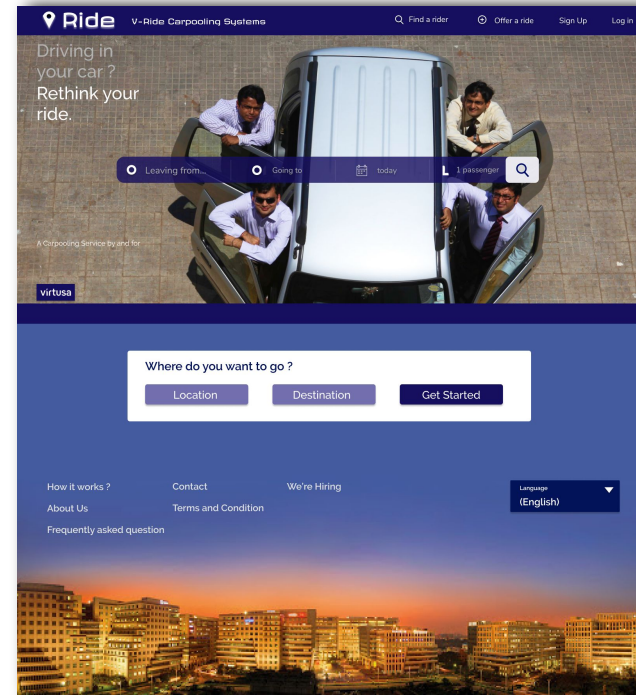 Ride V-Ride Carpooling Systems Find a rider Offer a ride Sign Up Log in
Driving in
your car ?
Rethink your
ride.
Leaving from... Going to today 1 passenger
A Carpooling Service by and for
virtusa
Where do you want to go ?
Location Destination Get Started
How it works ? Contact We're Hiring
About Us Terms and Condition
Frequently asked question
Language
(English)